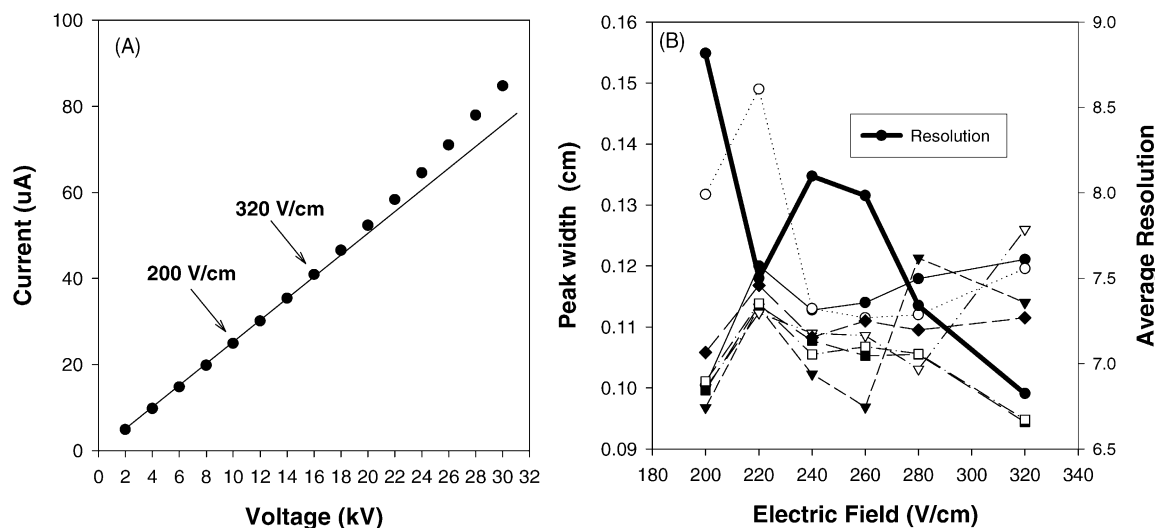 (A)
Current (uA)
100
80
60
40
20
0
320 V/cm
200 V/cm
0 2 4 6 8 10 12 14 16 18 20 22 24 26 28 30 32
Voltage (kV)
(B)
Peak width (cm)
0.16
0.15
0.14
0.13
0.12
0.11
0.10
0.09
Resolution
9.0
8.5
8.0
7.5
7.0
6.5
Average Resolution
180 200 220 240 260 280 300 320 340
Electric Field (V/cm)